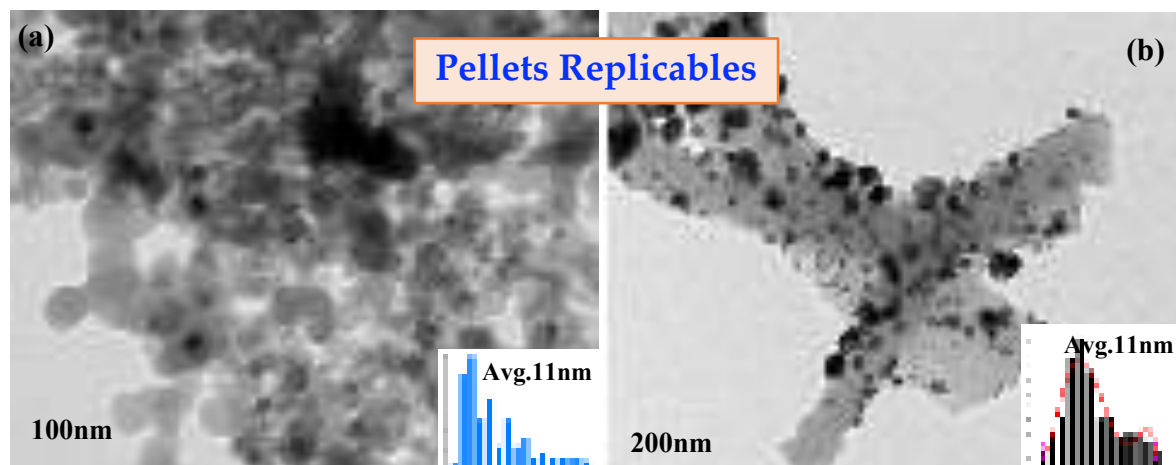 (a)
Pellets Replicables
(b)
Avg.11nm
100nm
Avg.11nm
200nm